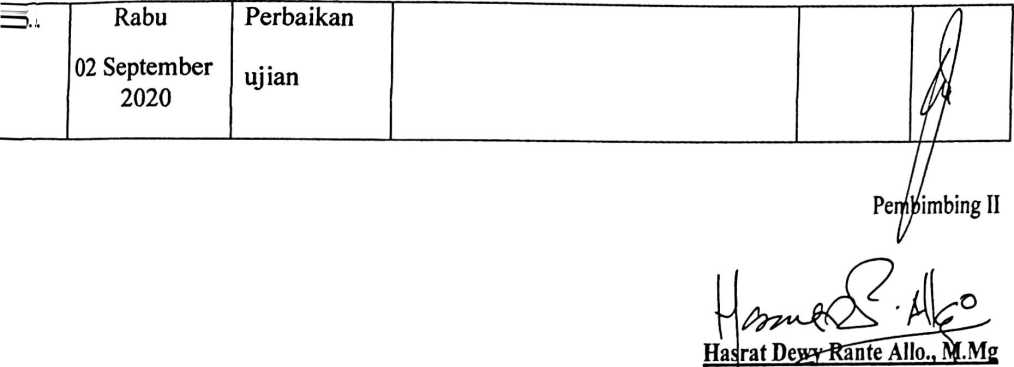 Rabu
02 September
2020
Perbaikan
ujian
Pembimbing II
Hasrat Dewy Rante Allo., M.Mg